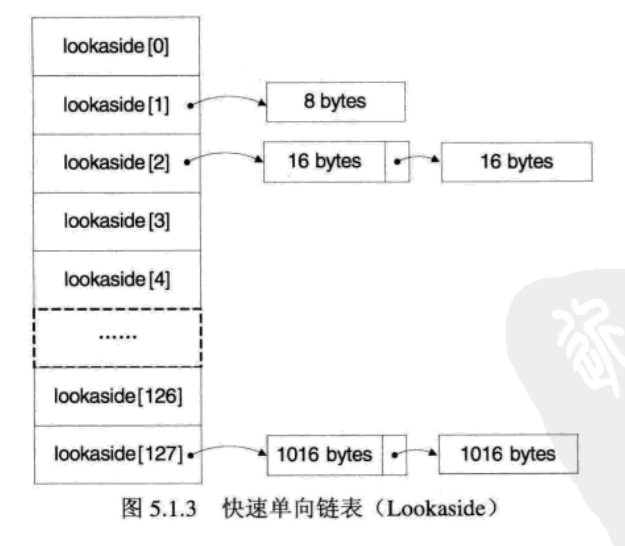 lookaside[0]
lookaside[1]
8 bytes
lookaside[2]
16 bytes
16 bytes
lookaside[3]
lookaside[4]
······
lookaside[126]
lookaside[127]
1016 bytes
1016 bytes
图 5.1.3 快速单向链表（Lookaside）